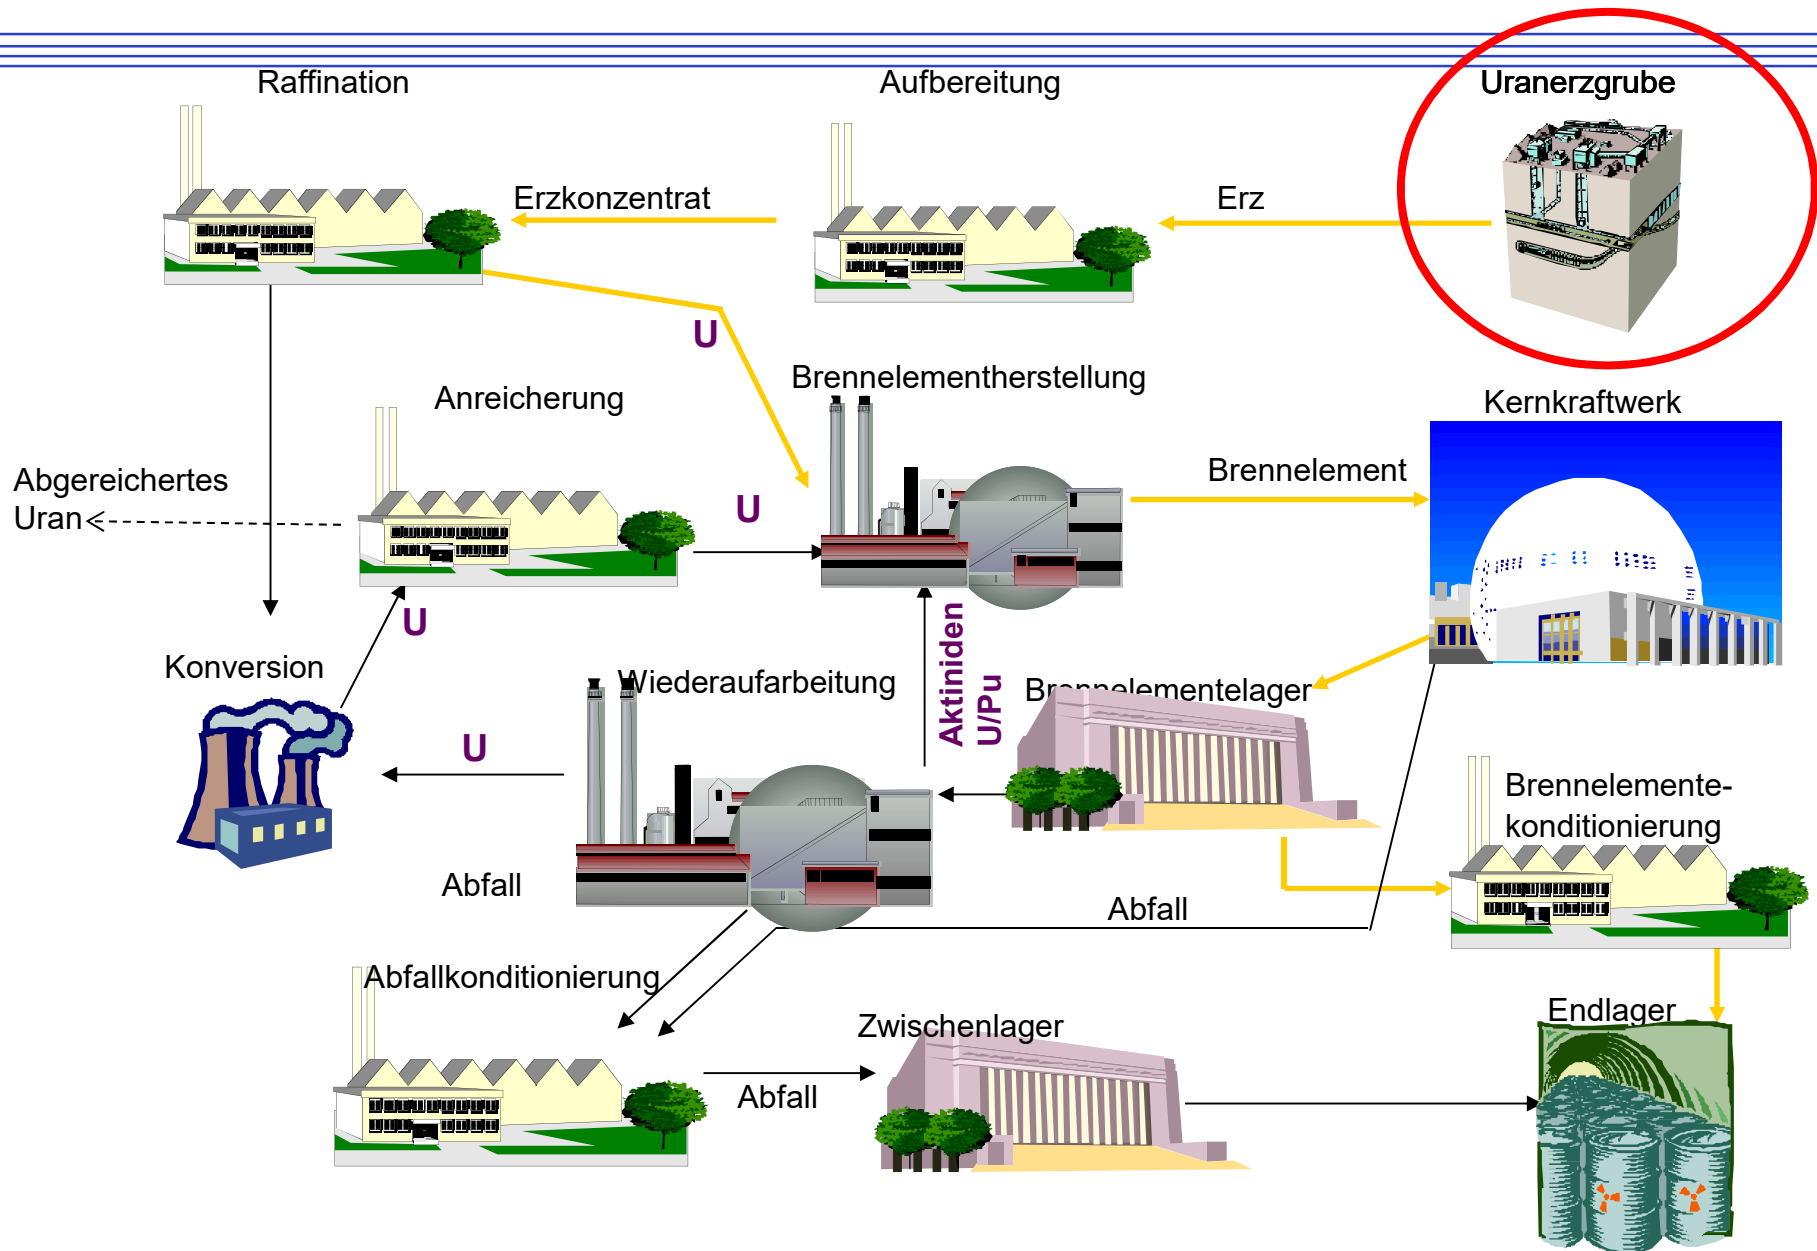 Raffination
Aufbereitung
Uranerzgrube
Erzkonzentrat
Erz
U
Brennelementherstellung
Anreicherung
Kernkraftwerk
Abgereichertes
Uran
U
Brennelement
U
Konversion
Wiederaufarbeitung
Aktiniden
U/Pu
Brennelementelager
U
Brennelemente-
konditionierung
Abfall
Abfall
Abfallkonditionierung
Zwischenlager
Endlager
Abfall